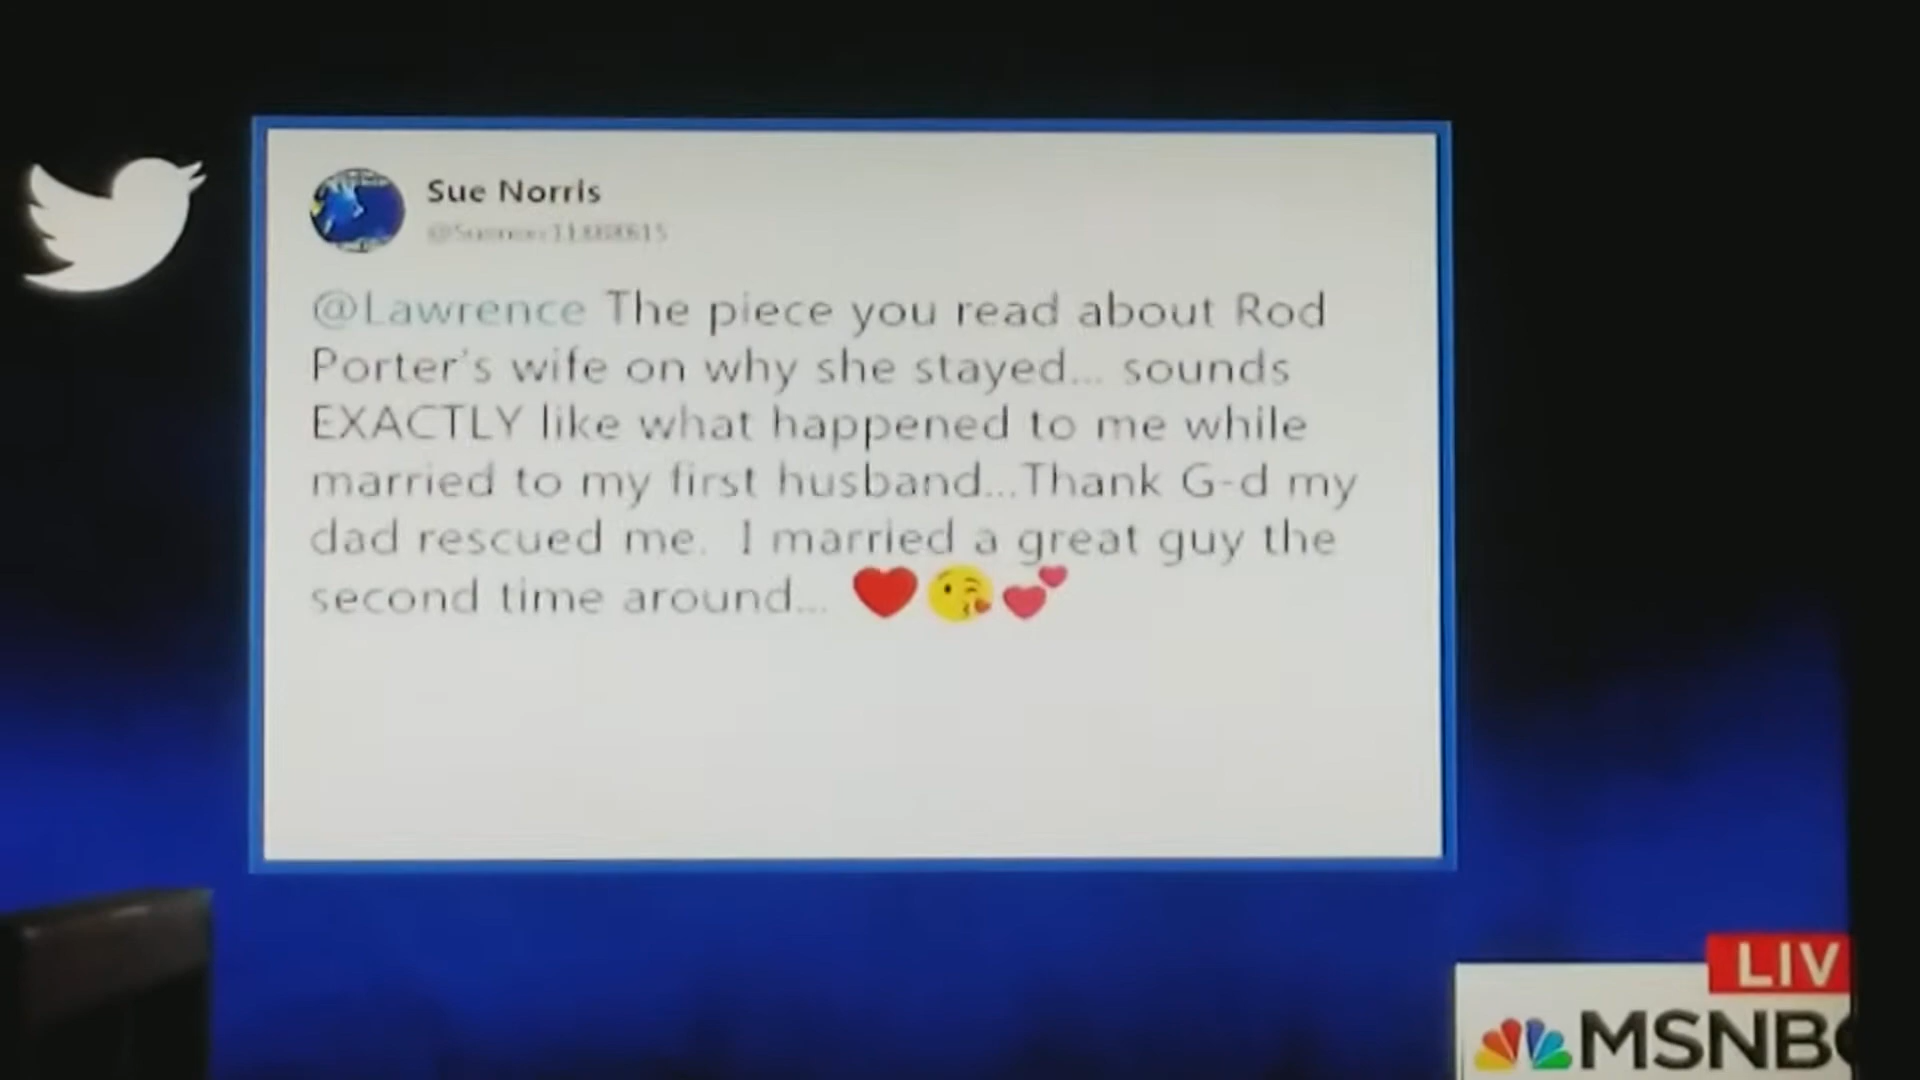 Sue Norris
@Lawrence The piece you read about Rod
Porter's wife on why she stayed... sounds
EXACTLY like what happened to me while
married to my first husband...Thank G-d my
dad rescued me. I married a great guy the
second time around... ❤️😘💕
LIV
MSNBC